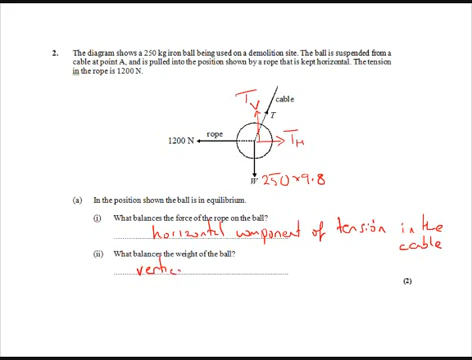 2. The diagram shows a 250 kg iron ball being used on a demolition site. The ball is suspended from a
cable at point A, and is pulled into the position shown by a rope that is kept horizontal. The tension
in the rope is 1200 N.
Tv
cable
T
rope
1200 N
TH
W 250×9.8
(a) In the position shown the ball is in equilibrium.
(i) What balances the force of the rope on the ball?
horizontal component of tension in the
cable
(ii) What balances the weight of the ball?
vertic
(2)